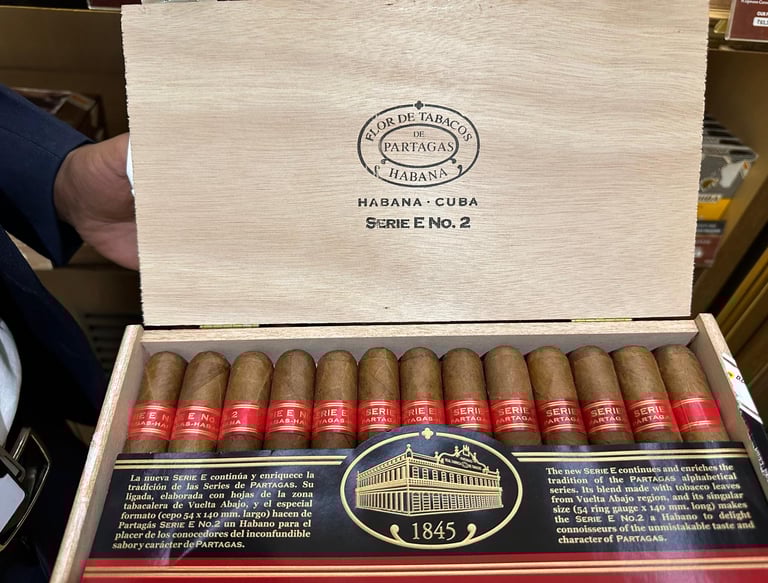 FLOR DE TABACOS
DE
PARTAGAS
HABANA
HABANA · CUBA
SERIE E No. 2
SERIE E
SERIE E
PARTAGAS
SERIE
PARTAGAS
SERIE
PARTAGAS
SERIE
PARTAGAS
SERIE
PARTAGAS
La nueva SERIE E continúa y enriquece la
tradición de las Series de PARTAGAS. Su
ligada, elaborada con hojas de la zona
tabacalera de Vuelta Abajo, y el especial
formato (cepo 54 x 140 mm. largo) hacen de
Partagás SERIE E No.2 un Habano para el
placer de los conocedores del inconfundible
sabor y carácter de PARTAGAS.
1845
The new SERIE E continues and enriches the
tradition of the PARTAGAS alphabetical
series. Its blend made with tobacco leaves
from Vuelta Abajo region, and its singular
size (54 ring gauge x 140 mm. long) makes
the SERIE E No.2 a Habano to delight
connoisseurs of the unmistakable taste and
character of PARTAGAS.